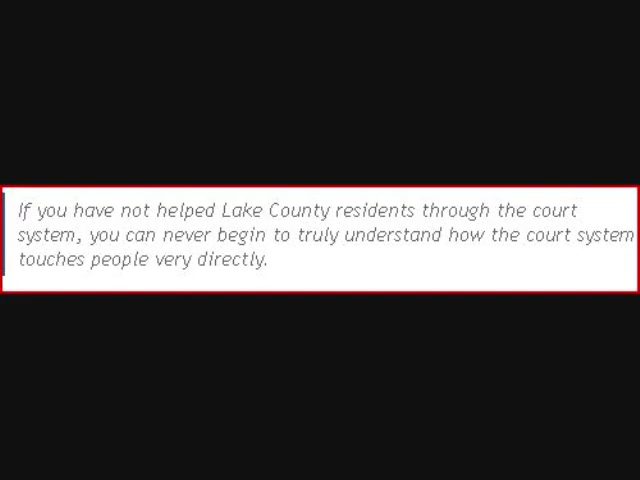 If you have not helped Lake County residents through the court
system, you can never begin to truly understand how the court system
touches people very directly.